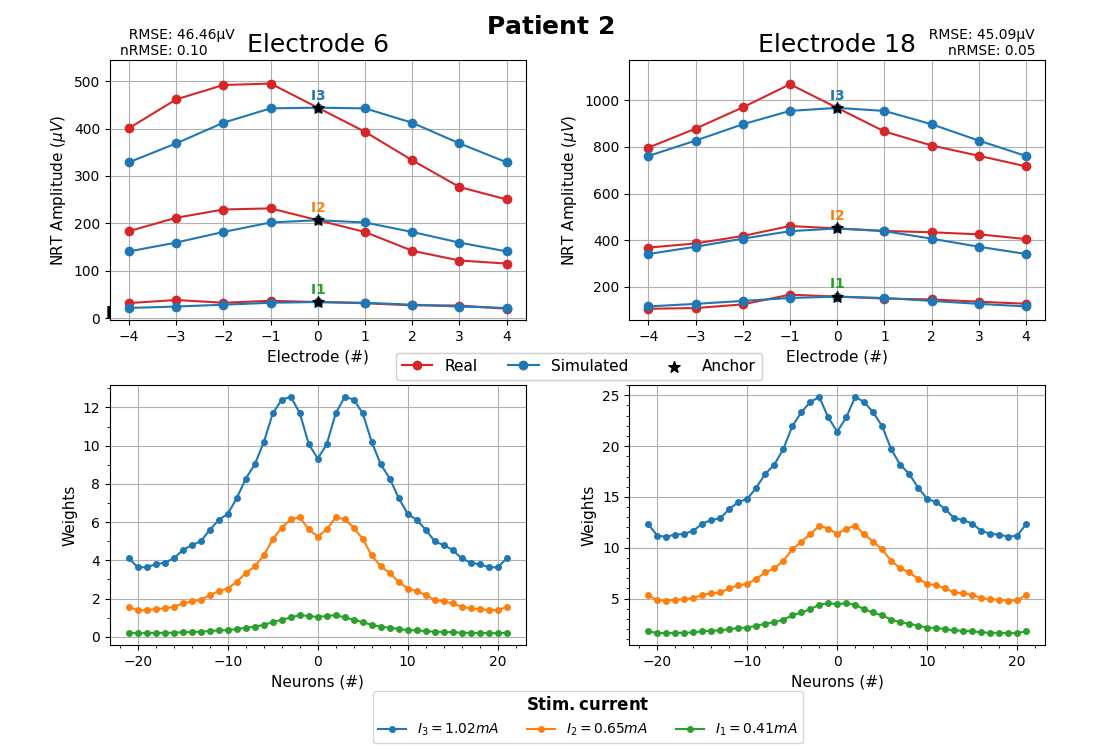 Patient 2
RMSE: 46.46μV
nRMSE: 0.10
Electrode 6
Electrode 18
RMSE: 45.09μV
nRMSE: 0.05
NRT Amplitude (μV)
500
400
300
200
100
0
I3
I2
I1
−4 −3 −2 −1 0 1 2 3 4
Electrode (#)
NRT Amplitude (μV)
1000
800
600
400
200
I3
I2
I1
−4 −3 −2 −1 0 1 2 3 4
Electrode (#)
Real Simulated Anchor
Weights
12
10
8
6
4
2
0
−20 −10 0 10 20
Neurons (#)
Weights
25
20
15
10
5
−20 −10 0 10 20
Neurons (#)
Stim. current
I3 = 1.02mA I2 = 0.65mA I1 = 0.41mA